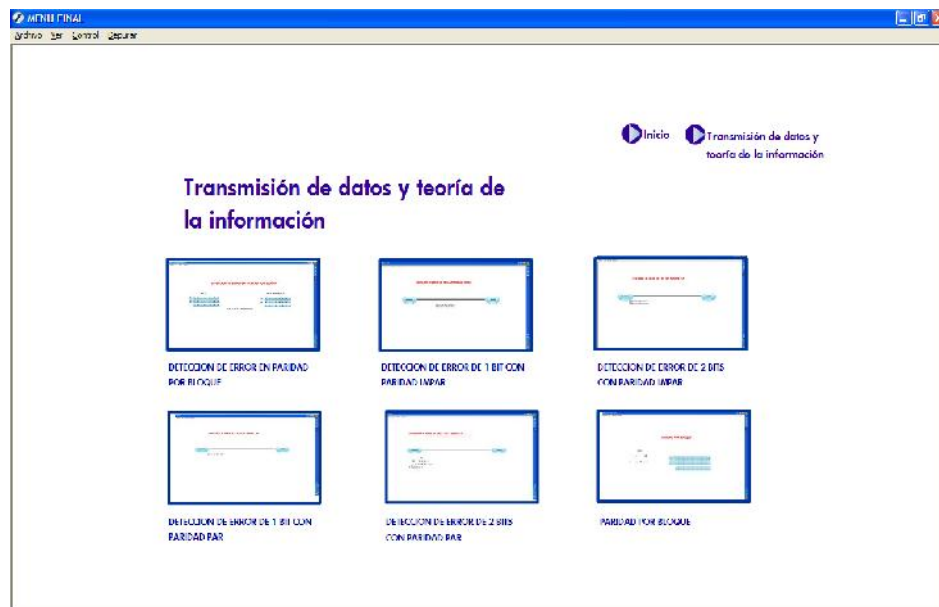 MENU FINAL
Archivo Ver Control Depurar
Inicio
Transmisión de datos y
teoría de la información
Transmisión de datos y teoría de
la información
DETECCION DE ERROR EN PARIDAD
POR BLOQUE
DETECCION DE ERROR DE 1 BIT CON
PARIDAD IMPAR
DETECCION DE ERROR DE 2 BITS
CON PARIDAD IMPAR
DETECCION DE ERROR DE 1 BIT CON
PARIDAD PAR
DETECCION DE ERROR DE 2 BITS
CON PARIDAD PAR
PARIDAD POR BLOQUE